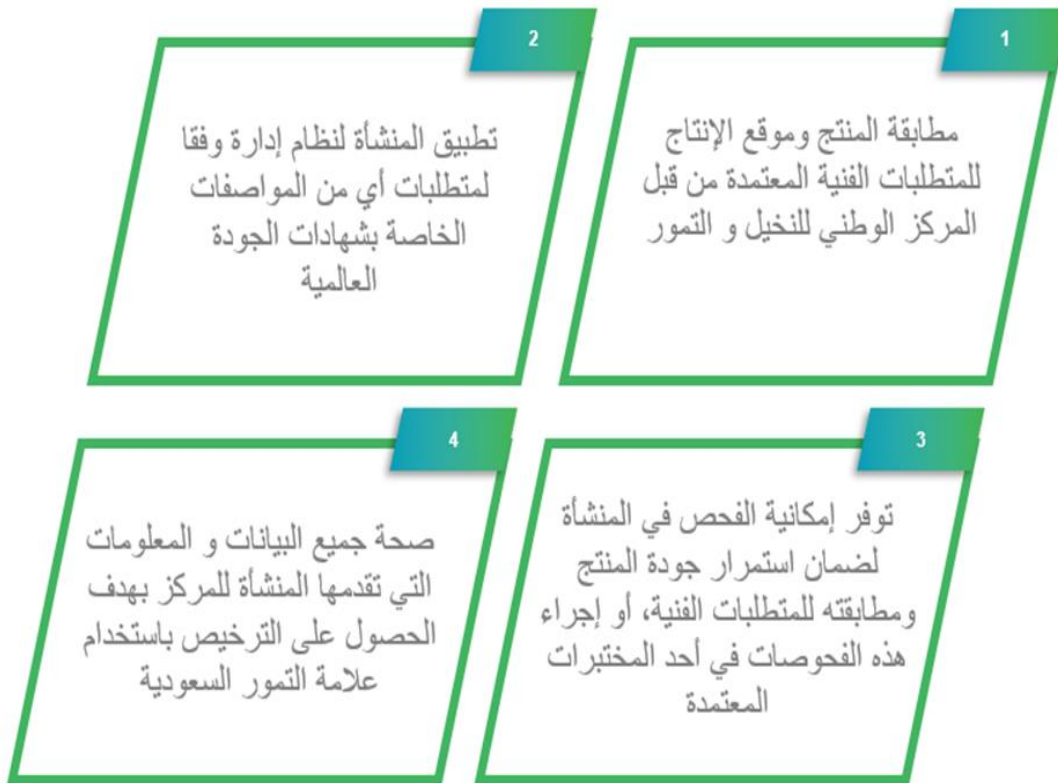 1
مطابقة المنتج وموقع الإنتاج
للمتطلبات الفنية المعتمدة من قبل
المركز الوطني للنخيل و التمور
2
تطبيق المنشأة لنظام إدارة وفقا
لمتطلبات أي من المواصفات
الخاصة بشهادات الجودة
العالمية
3
توفر إمكانية الفحص في المنشأة
لضمان استمرار جودة المنتج
ومطابقته للمتطلبات الفنية، أو إجراء
هذه الفحوصات في أحد المختبرات
المعتمدة
4
صحة جميع البيانات و المعلومات
التي تقدمها المنشأة للمركز بهدف
الحصول على الترخيص باستخدام
علامة التمور السعودية